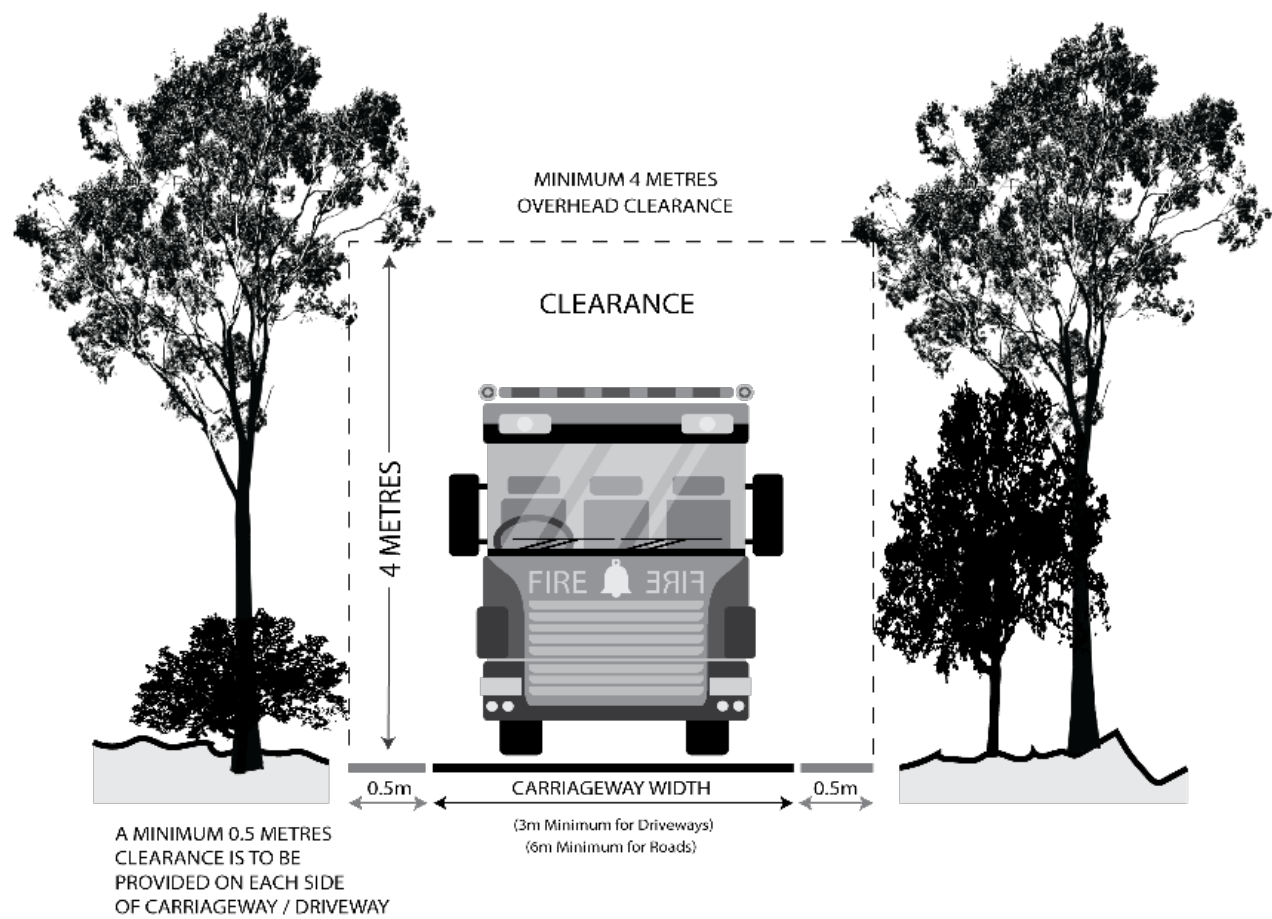 MINIMUM 4 METRES
OVERHEAD CLEARANCE
CLEARANCE
4 METRES
FIRE FIRE
0.5m
CARRIAGEWAY WIDTH
0.5m
(3m Minimum for Driveways)
(6m Minimum for Roads)
A MINIMUM 0.5 METRES
CLEARANCE IS TO BE
PROVIDED ON EACH SIDE
OF CARRIAGEWAY / DRIVEWAY